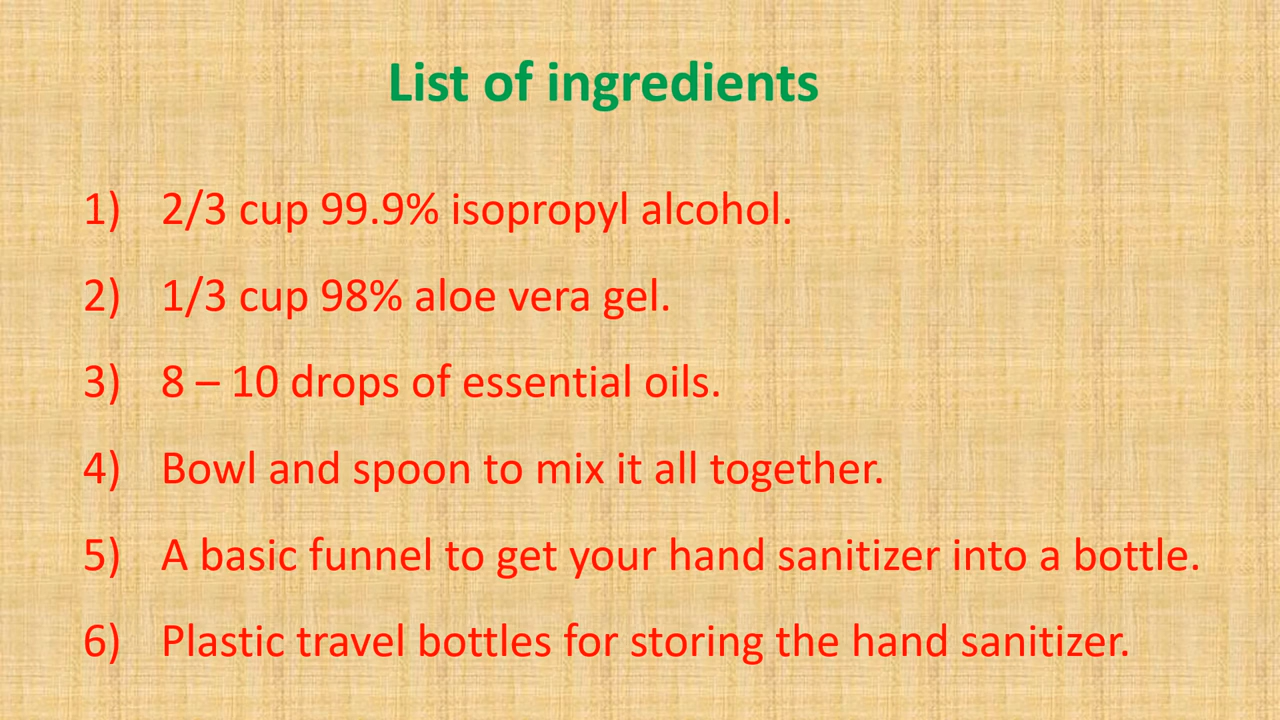 List of ingredients
1) 2/3 cup 99.9% isopropyl alcohol.
2) 1/3 cup 98% aloe vera gel.
3) 8 – 10 drops of essential oils.
4) Bowl and spoon to mix it all together.
5) A basic funnel to get your hand sanitizer into a bottle.
6) Plastic travel bottles for storing the hand sanitizer.